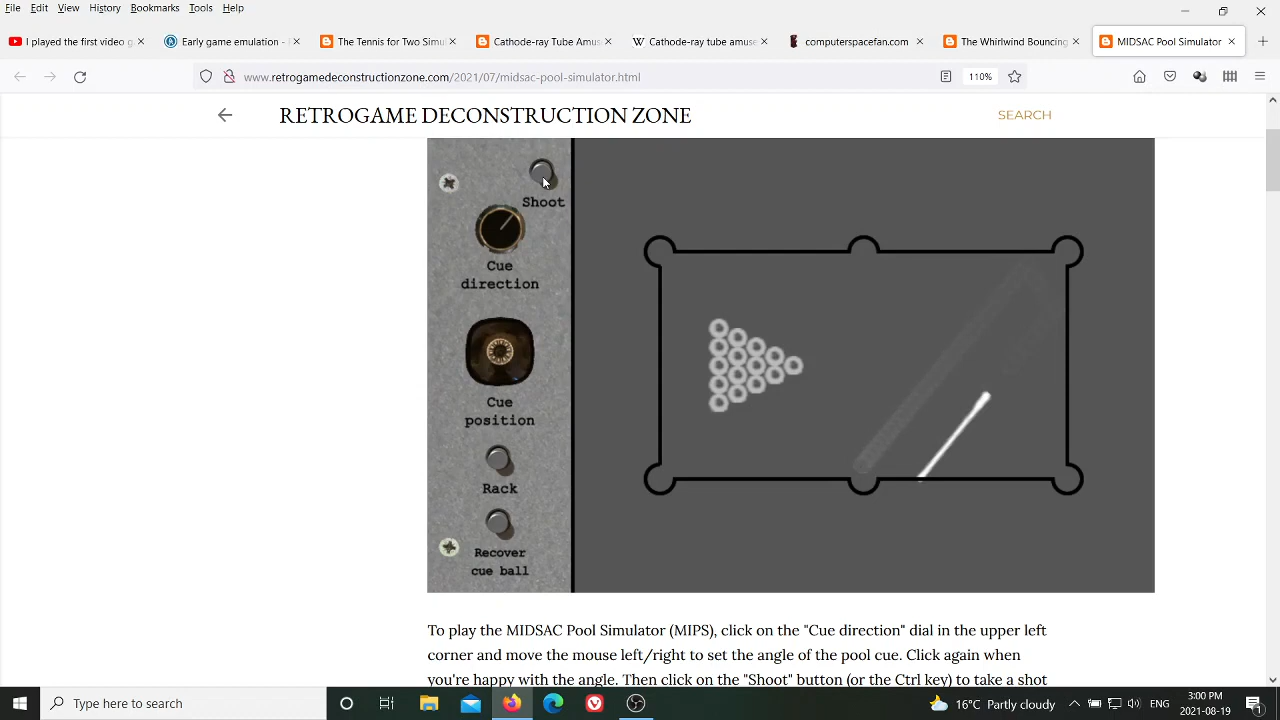 File Edit View History Bookmarks Tools Help
I played the first video g
Early game emulation -
The Tennis for Two Simul
Cathode-ray Tube Amus
Cathode-ray tube amuse
computerspacefan.com
The Whirlwind Bouncing
MIDSAC Pool Simulator
www.retrogamedeconstructionzone.com/2021/07/midsac-pool-simulator.html
110%
RETROGAME DECONSTRUCTION ZONE
SEARCH
Shoot
Cue
direction
Cue
position
Rack
Recover
cue ball
To play the MIDSAC Pool Simulator (MIPS), click on the "Cue direction" dial in the upper left
corner and move the mouse left/right to set the angle of the pool cue. Click again when
you're happy with the angle. Then click on the "Shoot" button (or the Ctrl key) to take a shot
Type here to search
16°C Partly cloudy
3:00 PM
2021-08-19